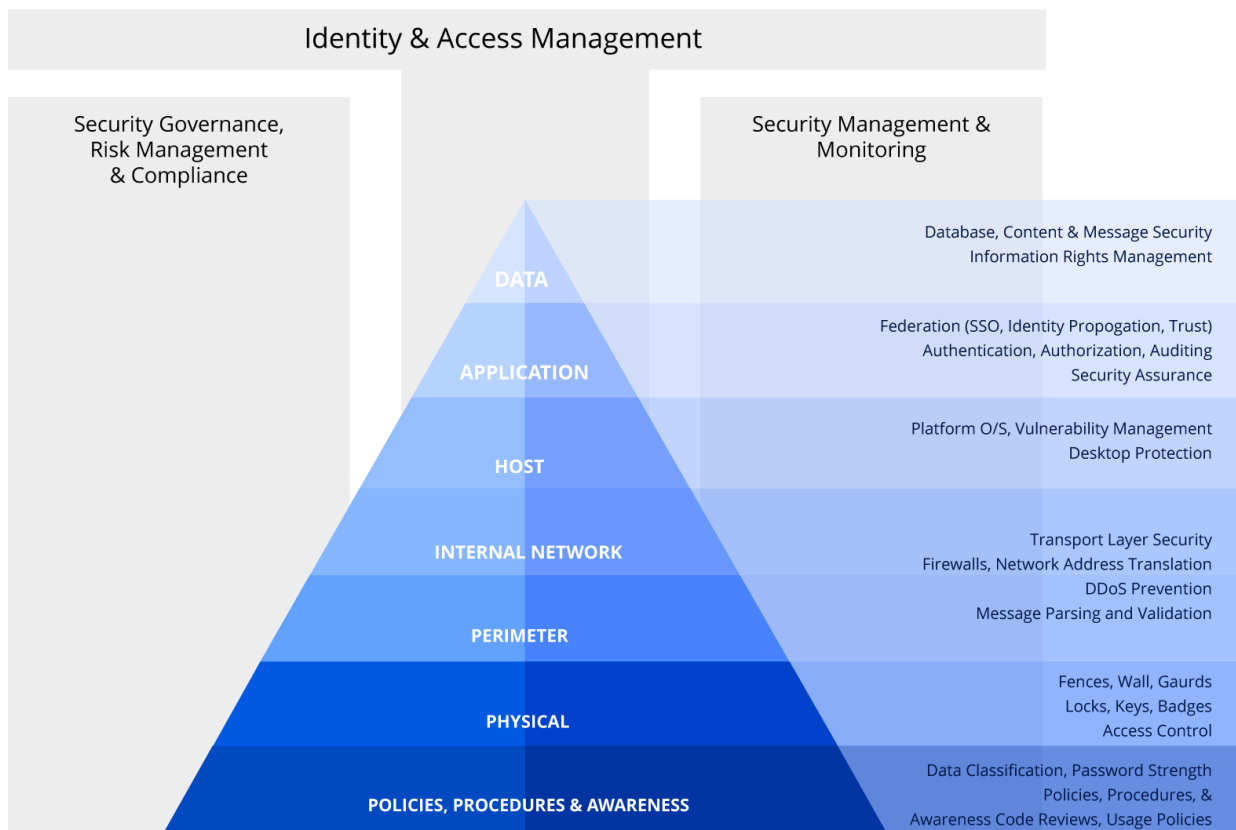 Identity & Access Management
Security Governance,
Risk Management
& Compliance
Security Management &
Monitoring
DATA
Database, Content & Message Security
Information Rights Management
APPLICATION
Federation (SSO, Identity Propogation, Trust)
Authentication, Authorization, Auditing
Security Assurance
HOST
Platform O/S, Vulnerability Management
Desktop Protection
INTERNAL NETWORK
PERIMETER
Transport Layer Security
Firewalls, Network Address Translation
DDoS Prevention
Message Parsing and Validation
PHYSICAL
Fences, Wall, Gaurds
Locks, Keys, Badges
Access Control
POLICIES, PROCEDURES & AWARENESS
Data Classification, Password Strength
Policies, Procedures, &
Awareness Code Reviews, Usage Policies